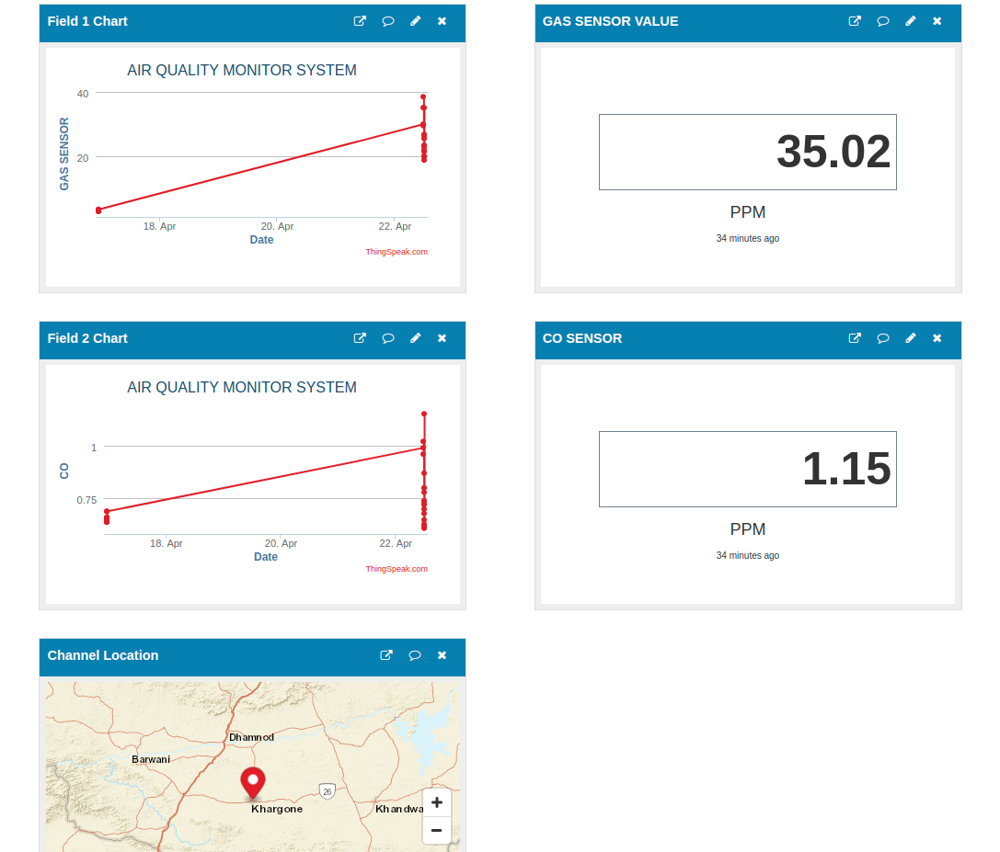 Field 1 Chart
AIR QUALITY MONITOR SYSTEM
GAS SENSOR
40
20
18. Apr
20. Apr
22. Apr
Date
ThingSpeak.com
GAS SENSOR VALUE
35.02
PPM
34 minutes ago
Field 2 Chart
AIR QUALITY MONITOR SYSTEM
CO
1
0.75
18. Apr
20. Apr
22. Apr
Date
ThingSpeak.com
CO SENSOR
1.15
PPM
34 minutes ago
Channel Location
Dhamnod
Barwani
26
Khargone
Khandwa
+
−